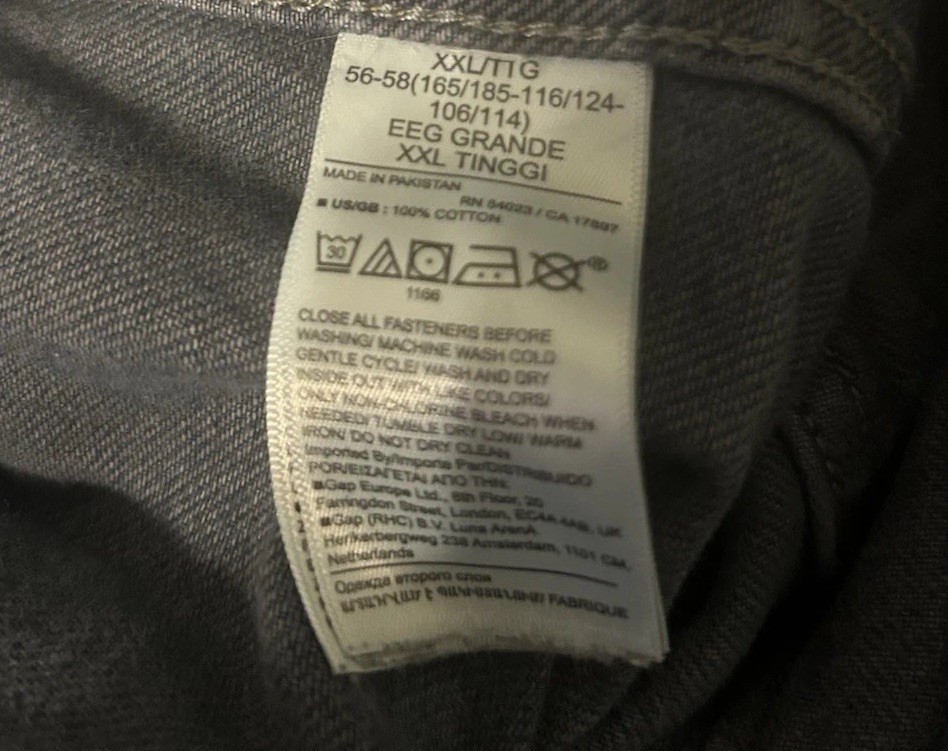 XXL/TTG
56-58(165/185-116/124-
106/114)
EEG GRANDE
XXL TINGGI
MADE IN PAKISTAN
RN 54023 / CA 17897
US/GB : 100% COTTON
30
1166
CLOSE ALL FASTENERS BEFORE
WASHING/ MACHINE WASH COLD
GENTLE CYCLE/ WASH AND DRY
INSIDE OUT WITH LIKE COLORS/
ONLY NON-CHLORINE BLEACH WHEN
NEEDED/ TUMBLE DRY LOW/ WARM
IRON/ DO NOT DRY CLEAN
Imported By/Importe Par/DISTRIBUIDO
POR/ΕΙΣΑΓΕΤΑΙ ΑΠΟ ΤΗΝ:
Gap Europe Ltd., 6th Floor, 20
Farringdon Street, London, EC4A 4AB, UK
Gap (RHC) B.V. Luna ArenA
Herikerbergweg 238 Amsterdam, 1101 CM,
Netherlands
Одежда второго слоя
FABRIQUE